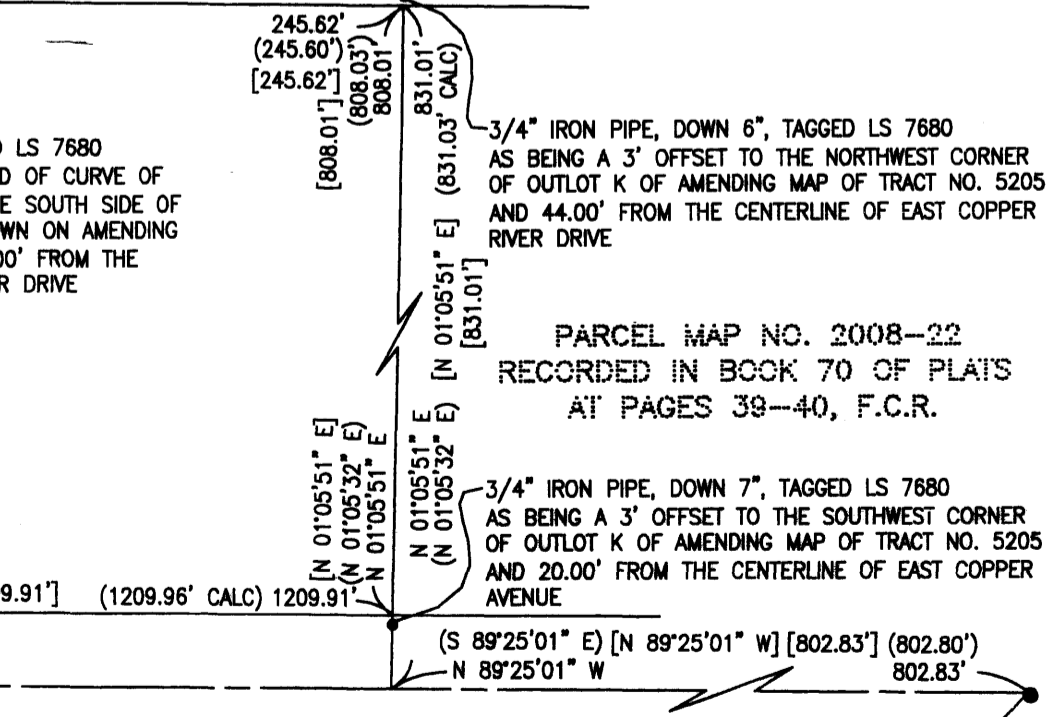 245.62'
(245.60')
[245.62']
[808.01']
(808.03')
808.01'
831.01'
(831.03' CALC)
[N 01°05'51" E]
[831.01']
3/4" IRON PIPE, DOWN 6", TAGGED LS 7680
AS BEING A 3' OFFSET TO THE NORTHWEST CORNER
OF OUTLOT K OF AMENDING MAP OF TRACT NO. 5205
AND 44.00' FROM THE CENTERLINE OF EAST COPPER
RIVER DRIVE
LS 7680
D OF CURVE OF
E SOUTH SIDE OF
WN ON AMENDING
00' FROM THE
R DRIVE
PARCEL MAP NO. 2008-22
RECORDED IN BOOK 70 OF PLATS
AT PAGES 39-40, F.C.R.
[N 01°05'51" E]
(N 01°05'32" E)
N 01°05'51" E
N 01°05'51" E
(N 01°05'32" E)
3/4" IRON PIPE, DOWN 7", TAGGED LS 7680
AS BEING A 3' OFFSET TO THE SOUTHWEST CORNER
OF OUTLOT K OF AMENDING MAP OF TRACT NO. 5205
AND 20.00' FROM THE CENTERLINE OF EAST COPPER
AVENUE
9.91'] (1209.96' CALC) 1209.91'
(S 89°25'01" E) [N 89°25'01" W] [802.83'] (802.80')
N 89°25'01" W 802.83'